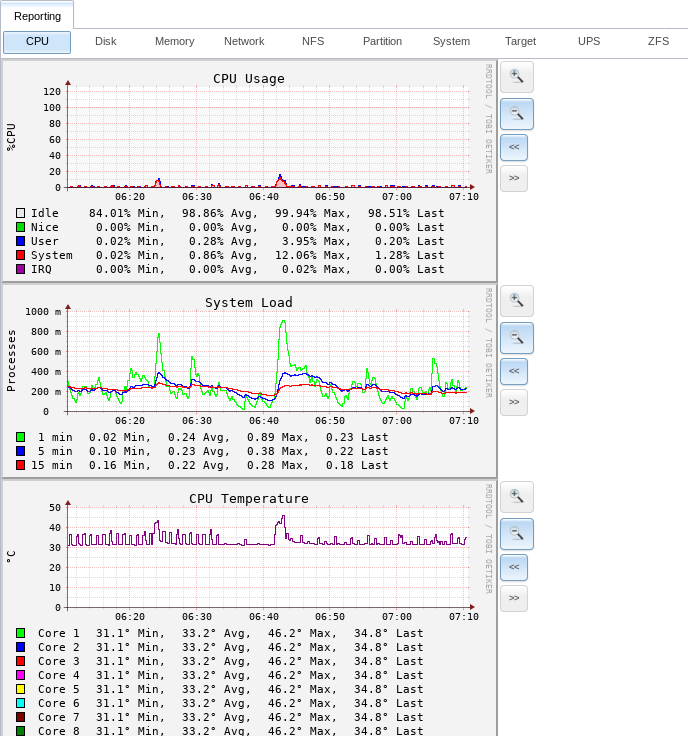 Reporting
CPU Disk Memory Network NFS Partition System Target UPS ZFS
CPU Usage
RRDTOOL / TOBI OETIKER
%CPU
120
100
80
60
40
20
0
06:20 06:30 06:40 06:50 07:00 07:10
Idle 84.01% Min, 98.86% Avg, 99.94% Max, 98.51% Last
Nice 0.00% Min, 0.00% Avg, 0.00% Max, 0.00% Last
User 0.02% Min, 0.28% Avg, 3.95% Max, 0.20% Last
System 0.02% Min, 0.86% Avg, 12.06% Max, 1.28% Last
IRQ 0.00% Min, 0.00% Avg, 0.02% Max, 0.00% Last
<<
>>
System Load
RRDTOOL / TOBI OETIKER
Processes
1000 m
800 m
600 m
400 m
200 m
0
06:20 06:30 06:40 06:50 07:00 07:10
1 min 0.02 Min, 0.24 Avg, 0.89 Max, 0.23 Last
5 min 0.10 Min, 0.23 Avg, 0.38 Max, 0.22 Last
15 min 0.16 Min, 0.22 Avg, 0.28 Max, 0.18 Last
<<
>>
CPU Temperature
RRDTOOL / TOBI OETIKER
°C
50
40
30
20
10
0
06:20 06:30 06:40 06:50 07:00 07:10
Core 1 31.1° Min, 33.2° Avg, 46.2° Max, 34.8° Last
Core 2 31.1° Min, 33.2° Avg, 46.2° Max, 34.8° Last
Core 3 31.1° Min, 33.2° Avg, 46.2° Max, 34.8° Last
Core 4 31.1° Min, 33.2° Avg, 46.2° Max, 34.8° Last
Core 5 31.1° Min, 33.2° Avg, 46.2° Max, 34.8° Last
Core 6 31.1° Min, 33.2° Avg, 46.2° Max, 34.8° Last
Core 7 31.1° Min, 33.2° Avg, 46.2° Max, 34.8° Last
Core 8 31.1° Min, 33.2° Avg, 46.2° Max, 34.8° Last
<<
>>